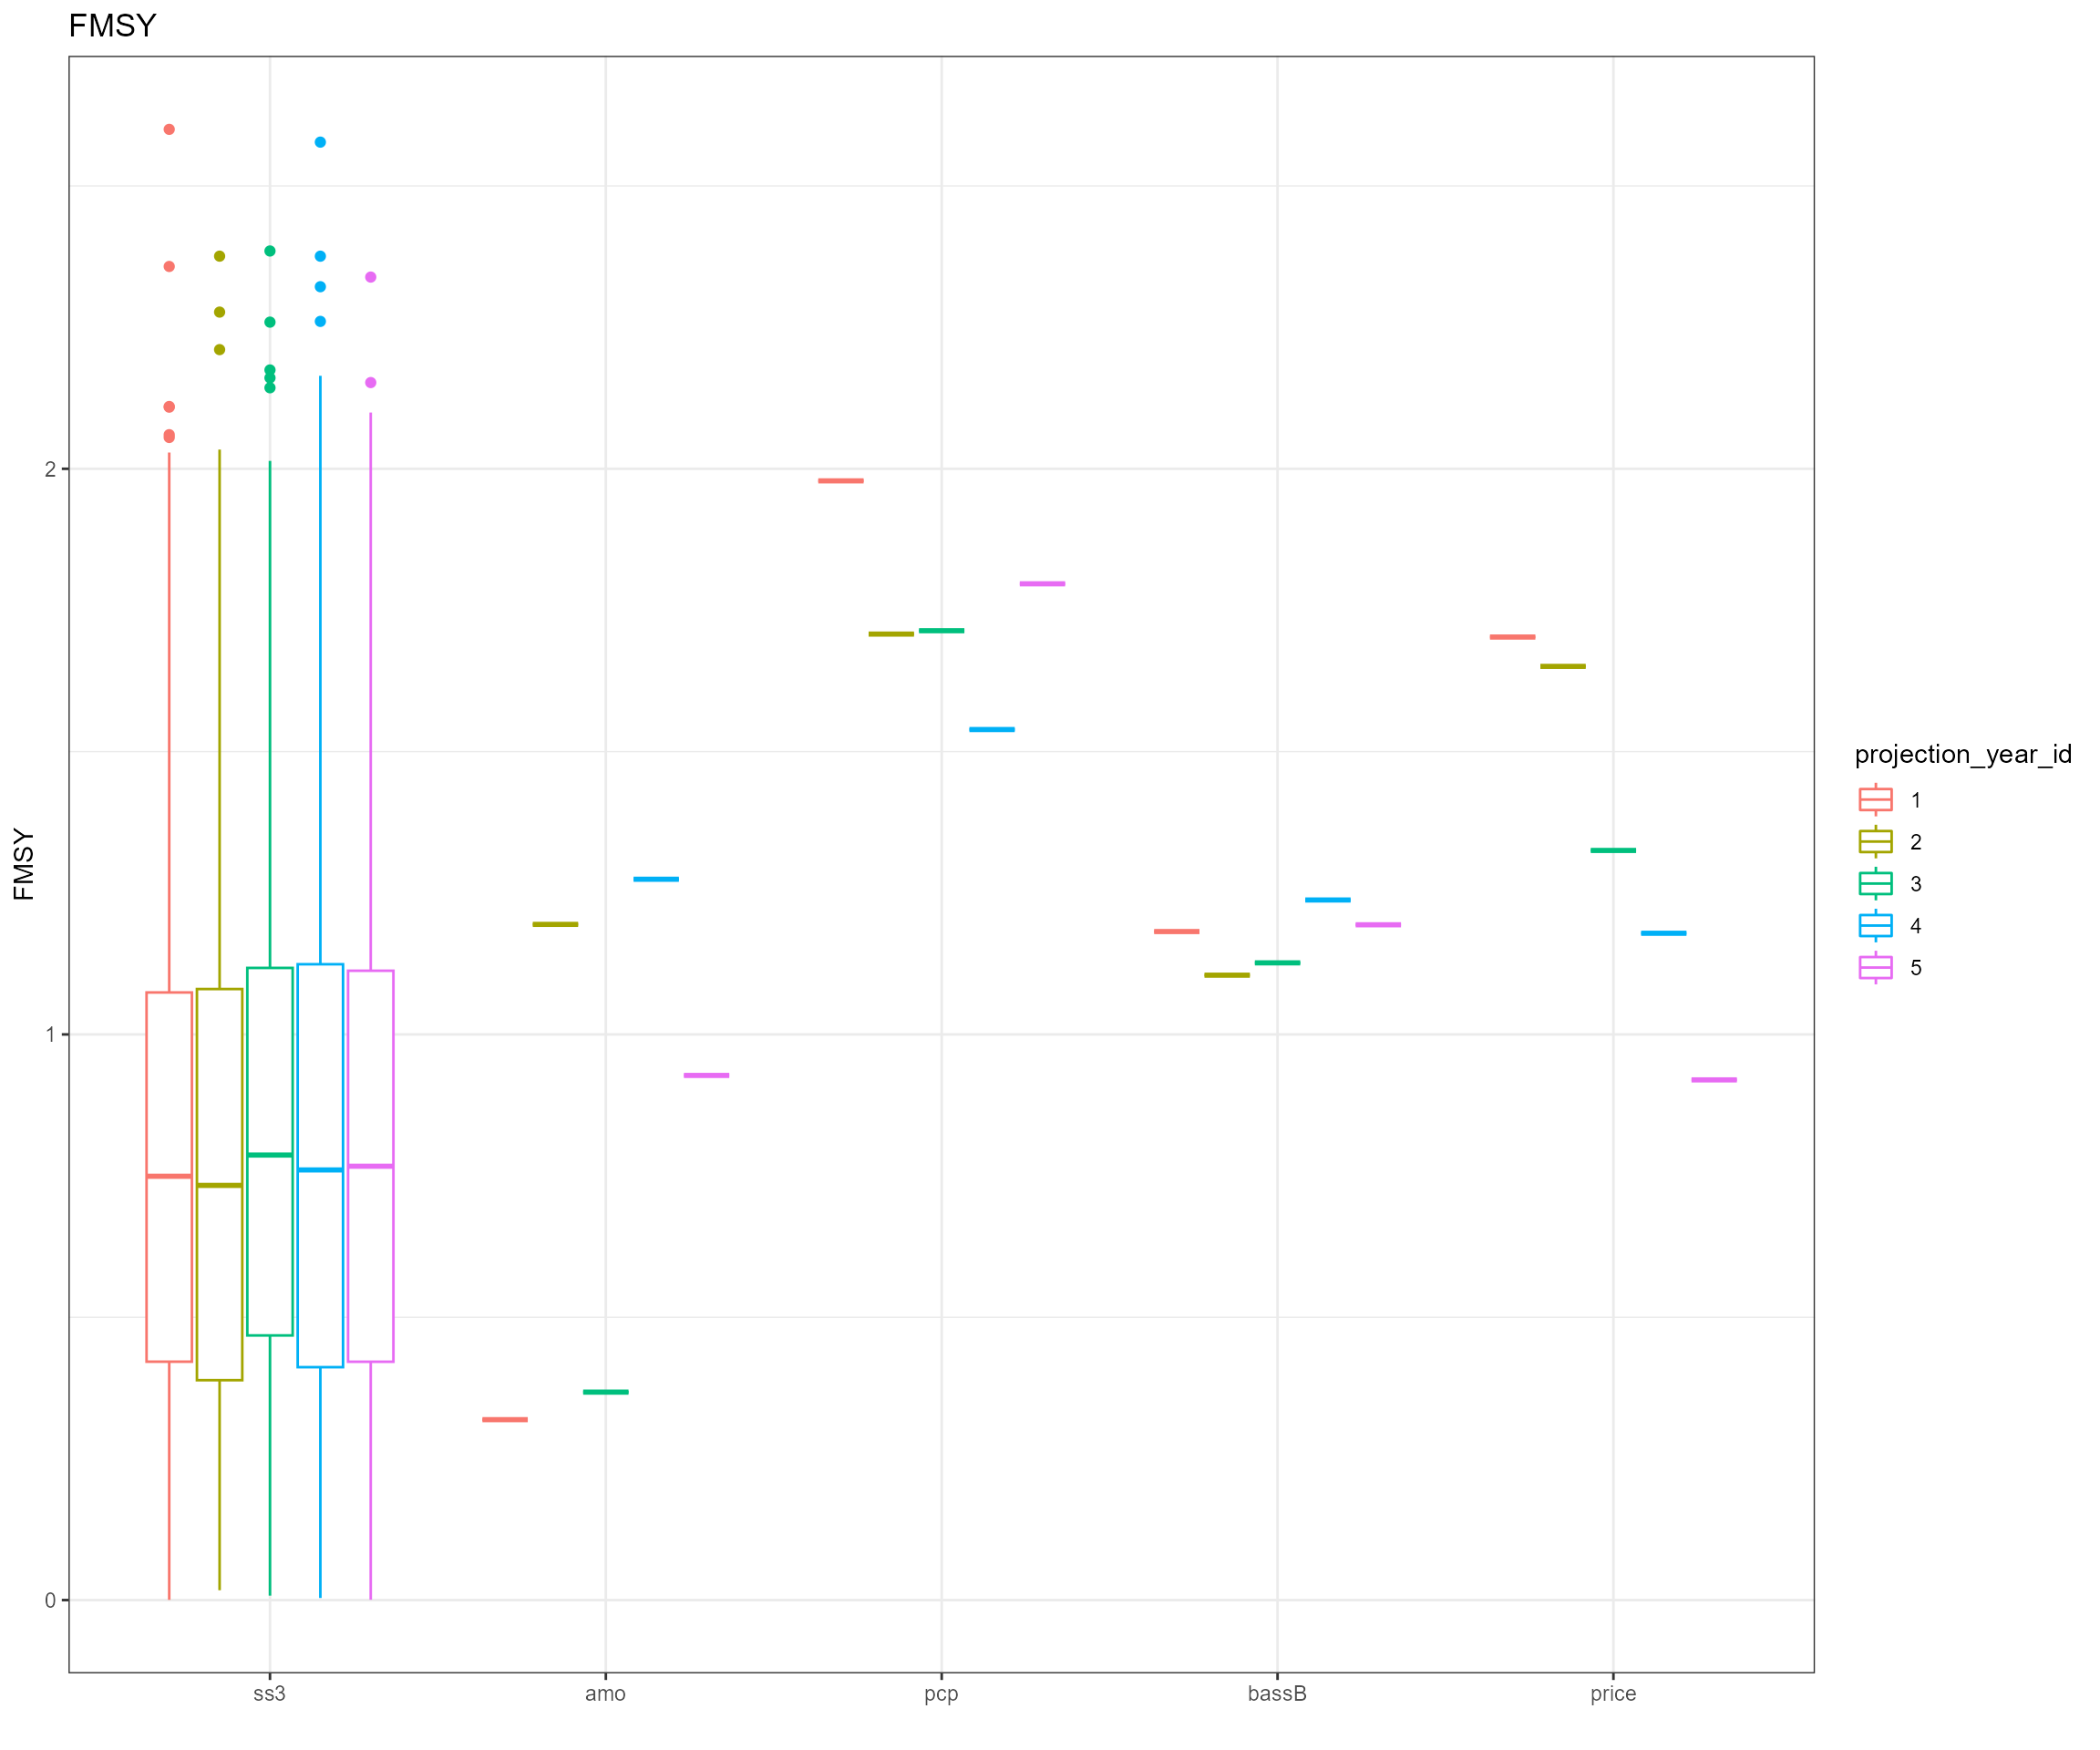 FMSY
FMSY
2
1
0
ss3
amo
pcp
bassB
price
projection_year_id
1
2
3
4
5